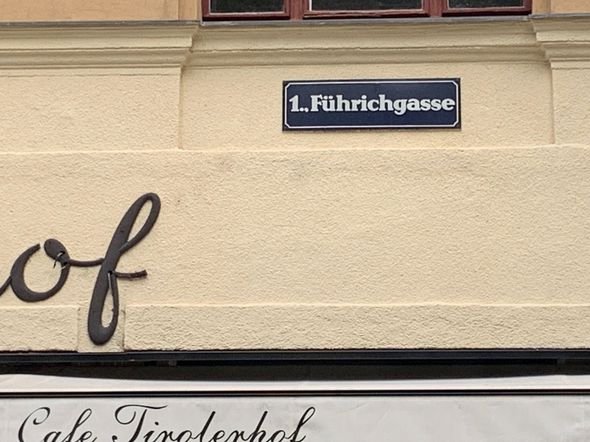 1., Führichgasse
of
Cafe Tirolerhof